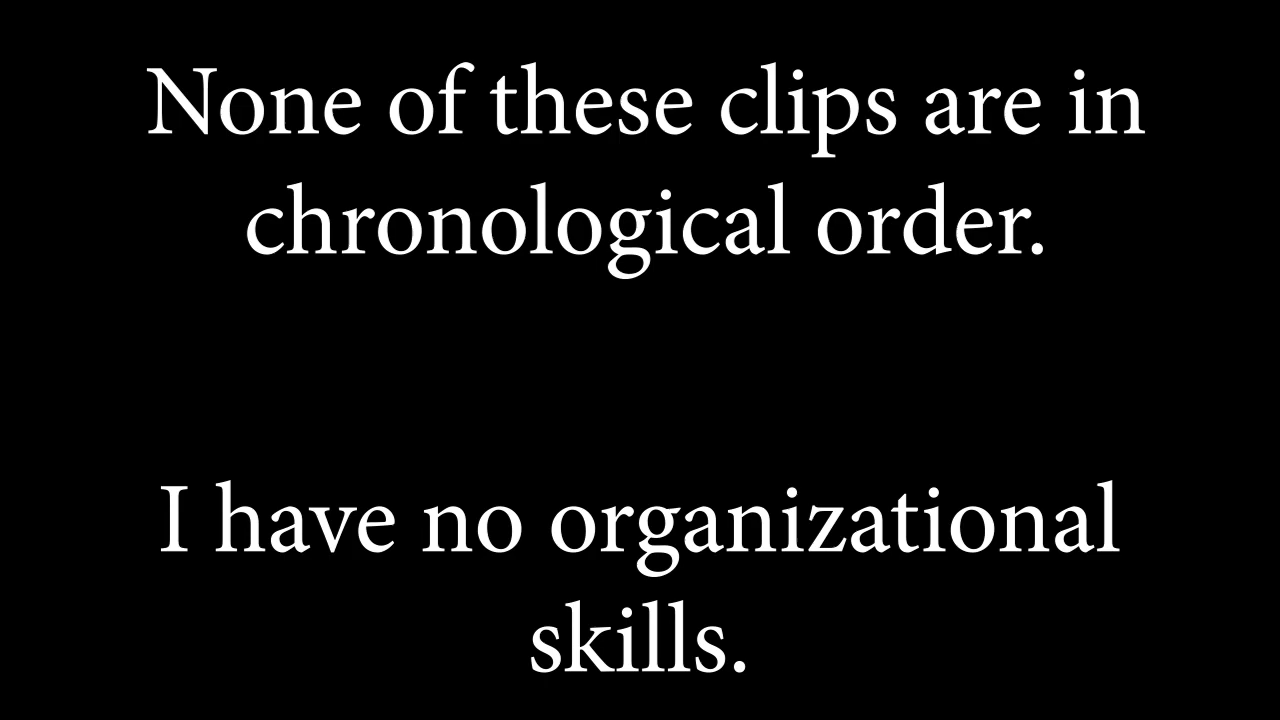 None of these clips are in
chronological order.
I have no organizational
skills.